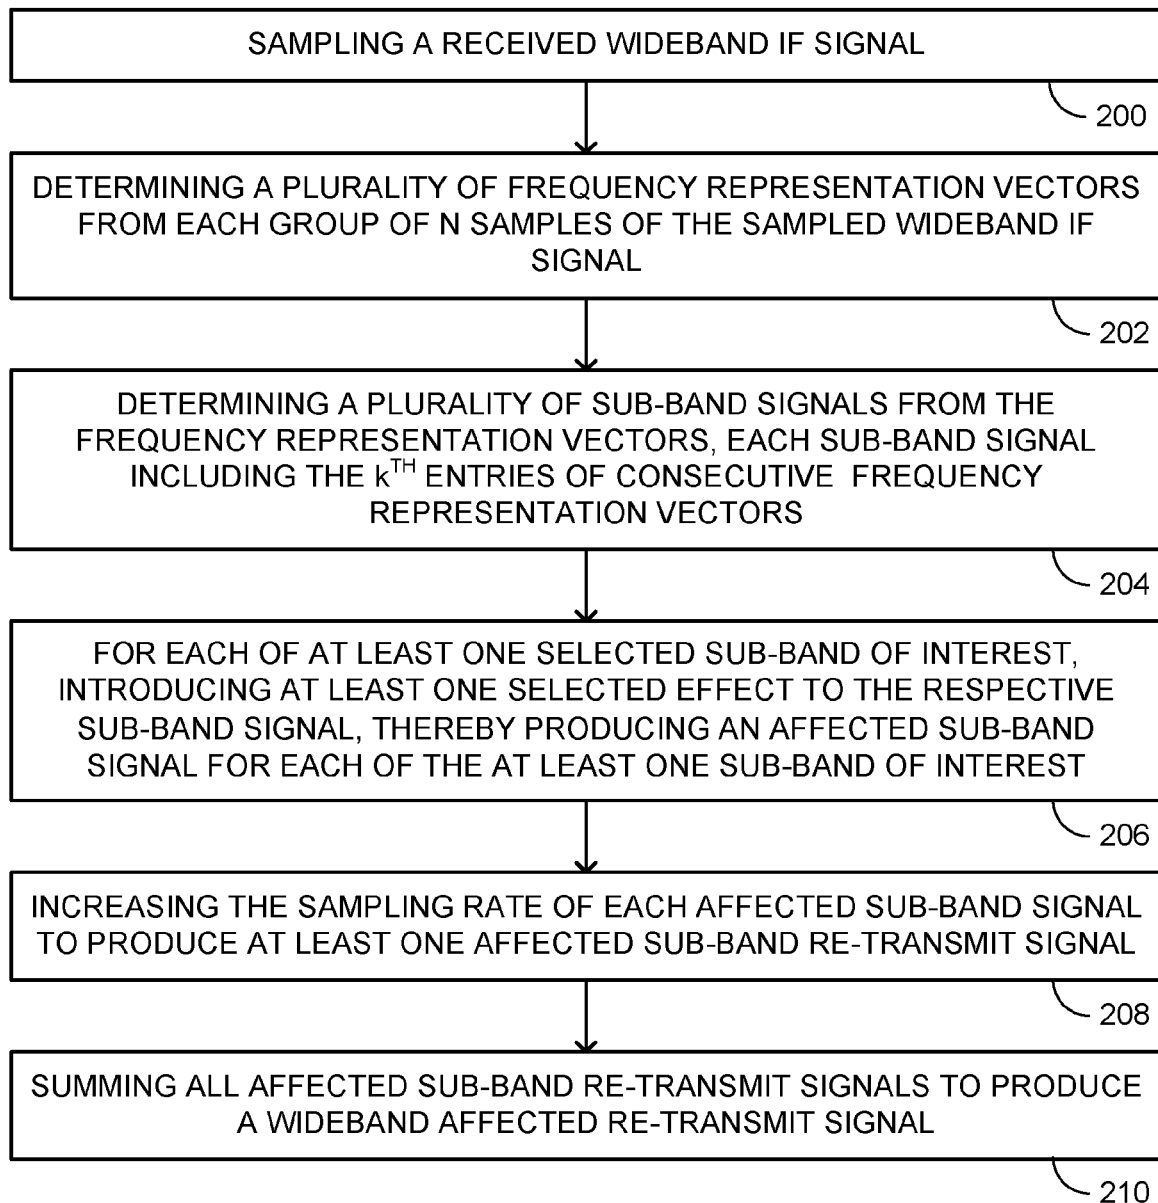 SAMPLING A RECEIVED WIDEBAND IF SIGNAL
200
DETERMINING A PLURALITY OF FREQUENCY REPRESENTATION VECTORS
FROM EACH GROUP OF N SAMPLES OF THE SAMPLED WIDEBAND IF
SIGNAL
202
DETERMINING A PLURALITY OF SUB-BAND SIGNALS FROM THE
FREQUENCY REPRESENTATION VECTORS, EACH SUB-BAND SIGNAL
INCLUDING THE kTH ENTRIES OF CONSECUTIVE FREQUENCY
REPRESENTATION VECTORS
204
FOR EACH OF AT LEAST ONE SELECTED SUB-BAND OF INTEREST,
INTRODUCING AT LEAST ONE SELECTED EFFECT TO THE RESPECTIVE
SUB-BAND SIGNAL, THEREBY PRODUCING AN AFFECTED SUB-BAND
SIGNAL FOR EACH OF THE AT LEAST ONE SUB-BAND OF INTEREST
206
INCREASING THE SAMPLING RATE OF EACH AFFECTED SUB-BAND SIGNAL
TO PRODUCE AT LEAST ONE AFFECTED SUB-BAND RE-TRANSMIT SIGNAL
208
SUMMING ALL AFFECTED SUB-BAND RE-TRANSMIT SIGNALS TO PRODUCE
A WIDEBAND AFFECTED RE-TRANSMIT SIGNAL
210